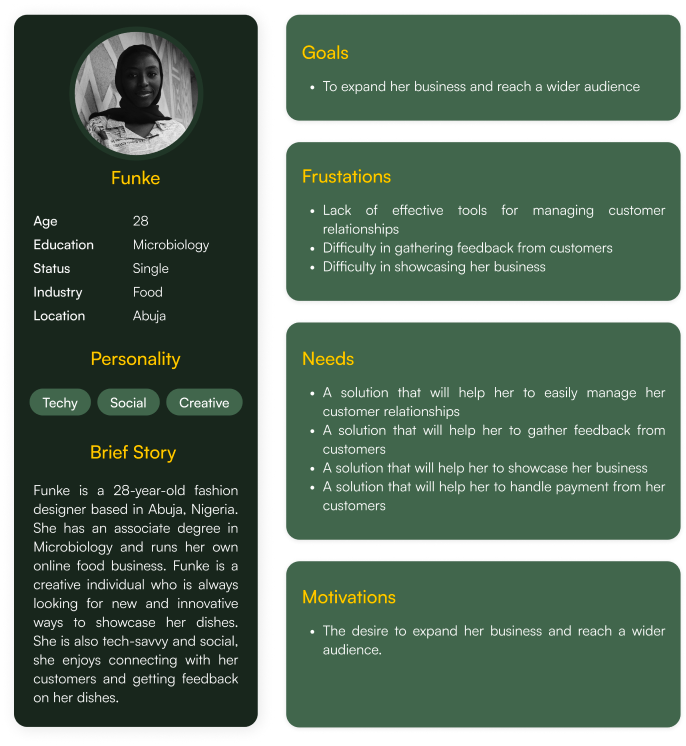 Funke
Age 28
Education Microbiology
Status Single
Industry Food
Location Abuja
Personality
Techy Social Creative
Brief Story
Funke is a 28-year-old fashion
designer based in Abuja, Nigeria.
She has an associate degree in
Microbiology and runs her own
online food business. Funke is a
creative individual who is always
looking for new and innovative
ways to showcase her dishes.
She is also tech-savvy and social,
she enjoys connecting with her
customers and getting feedback
on her dishes.
Goals
• To expand her business and reach a wider audience
Frustations
• Lack of effective tools for managing customer
relationships
• Difficulty in gathering feedback from customers
• Difficulty in showcasing her business
Needs
• A solution that will help her to easily manage her
customer relationships
• A solution that will help her to gather feedback from
customers
• A solution that will help her to showcase her business
• A solution that will help her to handle payment from her
customers
Motivations
• The desire to expand her business and reach a wider
audience.